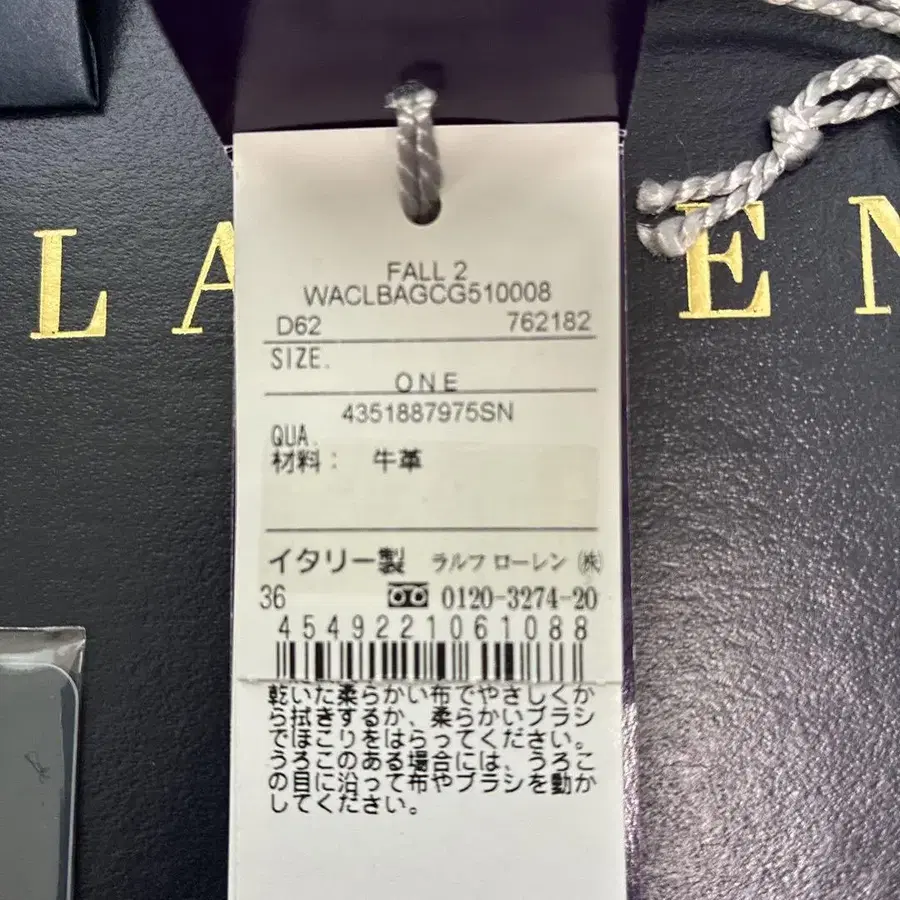 LA
EN
FALL 2
WACLBAGCG510008
D62 762182
SIZE.
ONE
4351887975SN
QUA.
材料： 牛革
イタリー製 ラルフ ローレン ㈱
36 0120-3274-20
4549221061088
乾いた柔らかい布でやさしくか
ら拭きするか、柔らかいブラシ
でほこりをはらってください。
うろこのある場合には、うろこ
の目に沿って布やブラシを動か
してください。